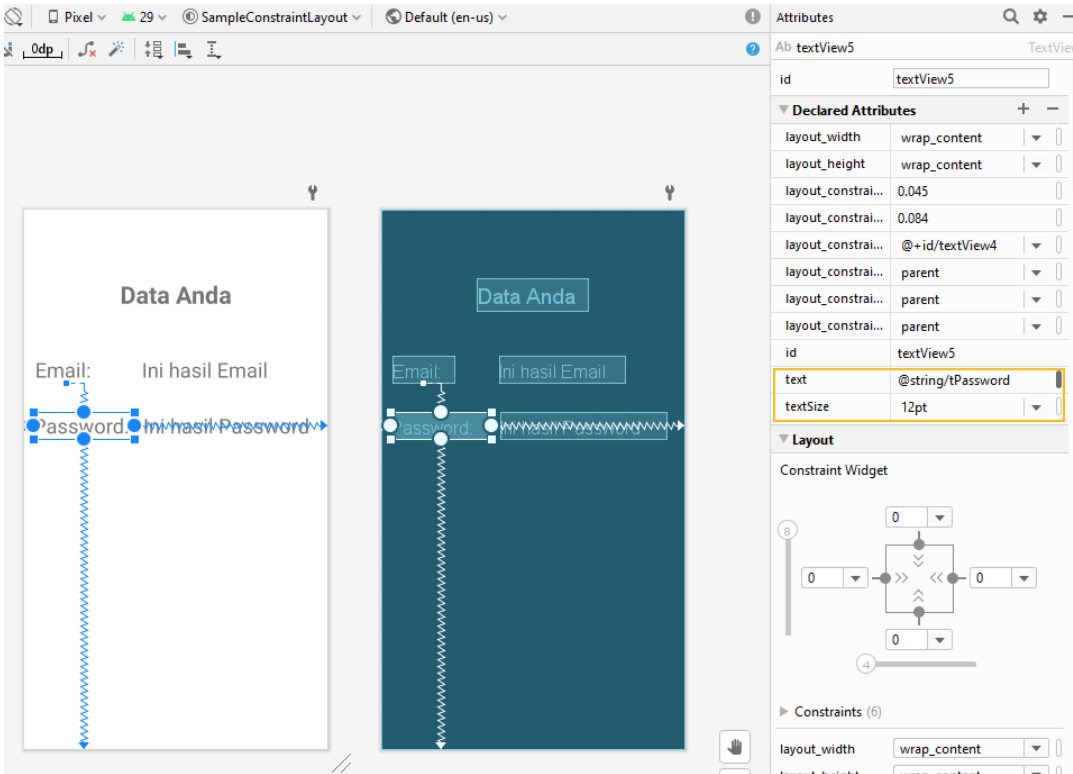 Pixel 29 SampleConstraintLayout Default (en-us)
0dp
Data Anda
Email: Ini hasil Email
Password: Ini hasil Password
Data Anda
Email: Ini hasil Email
Password: Ini hasil Password
Attributes
Ab textView5 TextVie
id textView5
Declared Attributes
layout_width wrap_content
layout_height wrap_content
layout_constrai... 0.045
layout_constrai... 0.084
layout_constrai... @+id/textView4
layout_constrai... parent
layout_constrai... parent
layout_constrai... parent
id textView5
text @string/tPassword
textSize 12pt
Layout
Constraint Widget
0
8
0 0
0
4
Constraints (6)
layout_width wrap_content
layout_height wrap_content